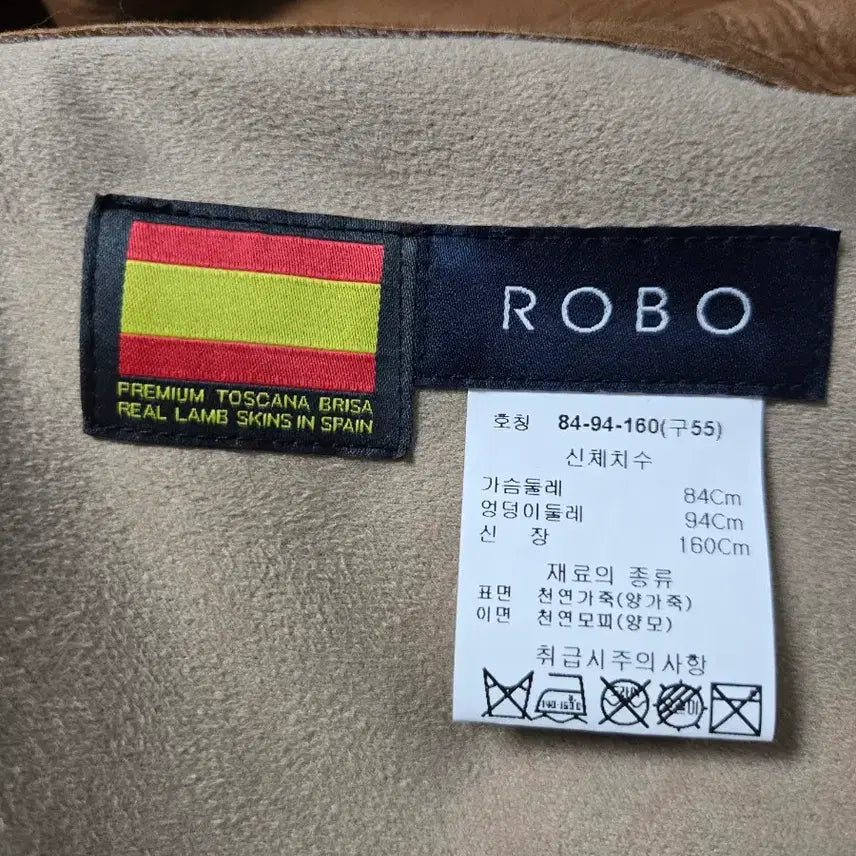 PREMIUM TOSCANA BRISA
REAL LAMB SKINS IN SPAIN
ROBO
호칭 84-94-160(구55)
신체치수
가슴둘레 84Cm
엉덩이둘레 94Cm
신 장 160Cm
재료의 종류
표면 천연가죽(양가죽)
이면 천연모피(양모)
취급시주의사항